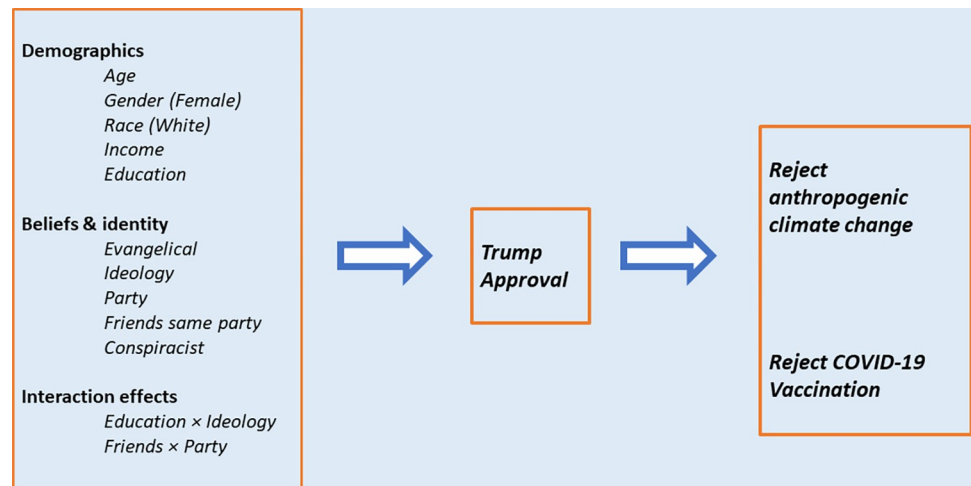 Demographics
Age
Gender (Female)
Race (White)
Income
Education
Beliefs & identity
Evangelical
Ideology
Party
Friends same party
Conspiracist
Interaction effects
Education × Ideology
Friends × Party
Trump
Approval
Reject
anthropogenic
climate change
Reject COVID-19
Vaccination